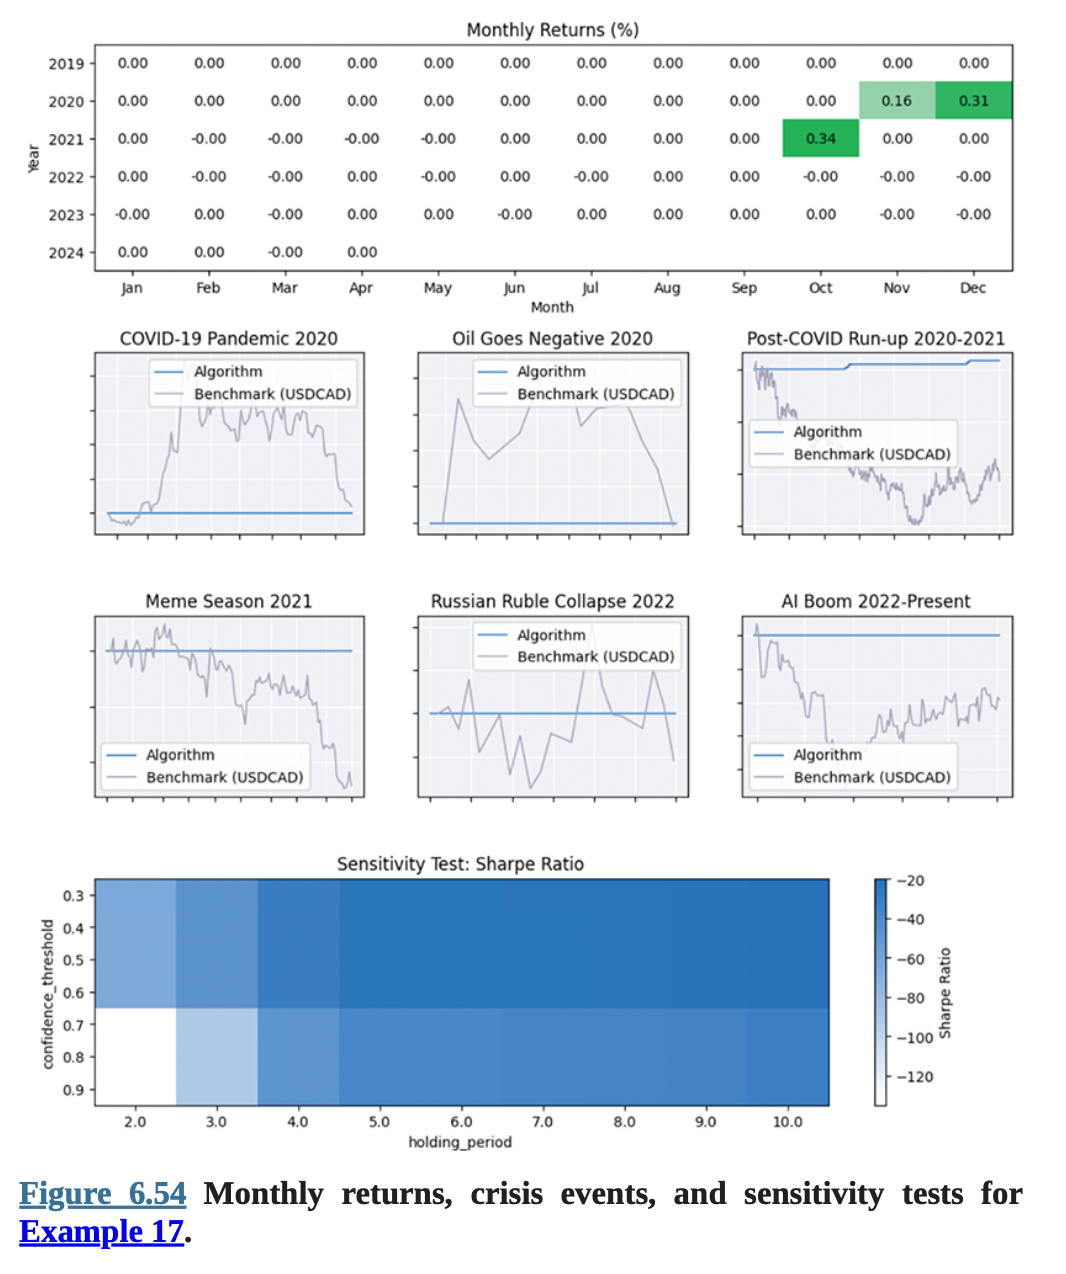 Monthly Returns (%)
2019 0.00 0.00 0.00 0.00 0.00 0.00 0.00 0.00 0.00 0.00 0.00 0.00
2020 0.00 0.00 0.00 0.00 0.00 0.00 0.00 0.00 0.00 0.00 0.16 0.31
2021 0.00 -0.00 -0.00 -0.00 -0.00 0.00 0.00 0.00 0.00 0.34 0.00 0.00
2022 0.00 -0.00 -0.00 0.00 -0.00 0.00 -0.00 0.00 0.00 -0.00 -0.00 -0.00
2023 -0.00 0.00 -0.00 0.00 0.00 -0.00 0.00 0.00 0.00 0.00 -0.00 -0.00
2024 0.00 0.00 -0.00 0.00
Year
Jan Feb Mar Apr May Jun Jul Aug Sep Oct Nov Dec
Month
COVID-19 Pandemic 2020
Algorithm
Benchmark (USDCAD)
Oil Goes Negative 2020
Algorithm
Benchmark (USDCAD)
Post-COVID Run-up 2020-2021
Algorithm
Benchmark (USDCAD)
Meme Season 2021
Algorithm
Benchmark (USDCAD)
Russian Ruble Collapse 2022
Algorithm
Benchmark (USDCAD)
AI Boom 2022-Present
Algorithm
Benchmark (USDCAD)
Sensitivity Test: Sharpe Ratio
confidence_threshold
0.3
0.4
0.5
0.6
0.7
0.8
0.9
2.0 3.0 4.0 5.0 6.0 7.0 8.0 9.0 10.0
holding_period
−20
−40
−60
−80
−100
−120
Sharpe Ratio
Figure 6.54 Monthly returns, crisis events, and sensitivity tests for
Example 17.